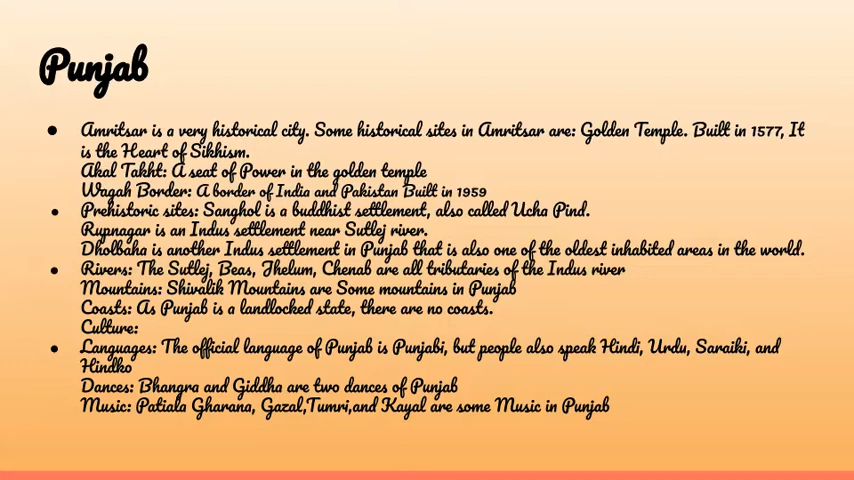 Punjab
● Amritsar is a very historical city. Some historical sites in Amritsar are: Golden Temple. Built in 1577, It
is the Heart of Sikhism.
Akal Takht: A seat of Power in the golden temple
Wagah Border: A border of India and Pakistan Built in 1959
● Prehistoric sites: Sanghol is a buddhist settlement, also called Ucha Pind.
Rupnagar is an Indus settlement near Sutlej river.
Dholbaha is another Indus settlement in Punjab that is also one of the oldest inhabited areas in the world.
● Rivers: The Sutlej, Beas, Jhelum, Chenab are all tributaries of the Indus river
Mountains: Shivalik Mountains are Some mountains in Punjab
Coasts: As Punjab is a landlocked state, there are no coasts.
Culture:
● Languages: The official language of Punjab is Punjabi, but people also speak Hindi, Urdu, Saraiki, and
Hindko
Dances: Bhangra and Giddha are two dances of Punjab
Music: Patiala Gharana, Gazal,Tumri,and Kayal are some Music in Punjab